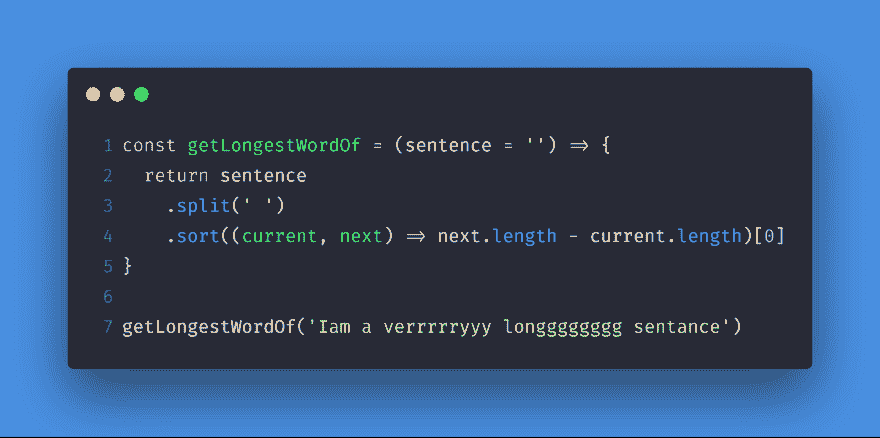 1 const getLongestWordOf = (sentence = '') => {
2 return sentence
3 .split(' ')
4 .sort((current, next) => next.length - current.length)[0]
5 }
6
7 getLongestWordOf('Iam a verrrrryyy longggggggg sentance')